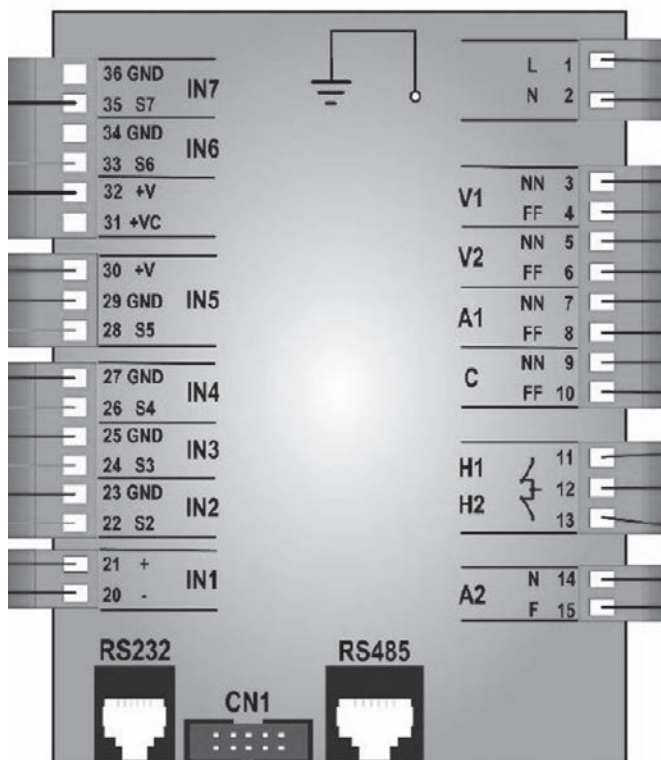 36 GND
35 S7
IN7
34 GND
33 S6
IN6
32 +V
31 +VC
30 +V
29 GND
28 S5
IN5
27 GND
26 S4
IN4
25 GND
24 S3
IN3
23 GND
22 S2
IN2
21 +
20 -
IN1
L 1
N 2
V1
NN 3
FF 4
V2
NN 5
FF 6
A1
NN 7
FF 8
C
NN 9
FF 10
H1
H2
11
12
13
A2
N 14
F 15
RS232
CN1
RS485